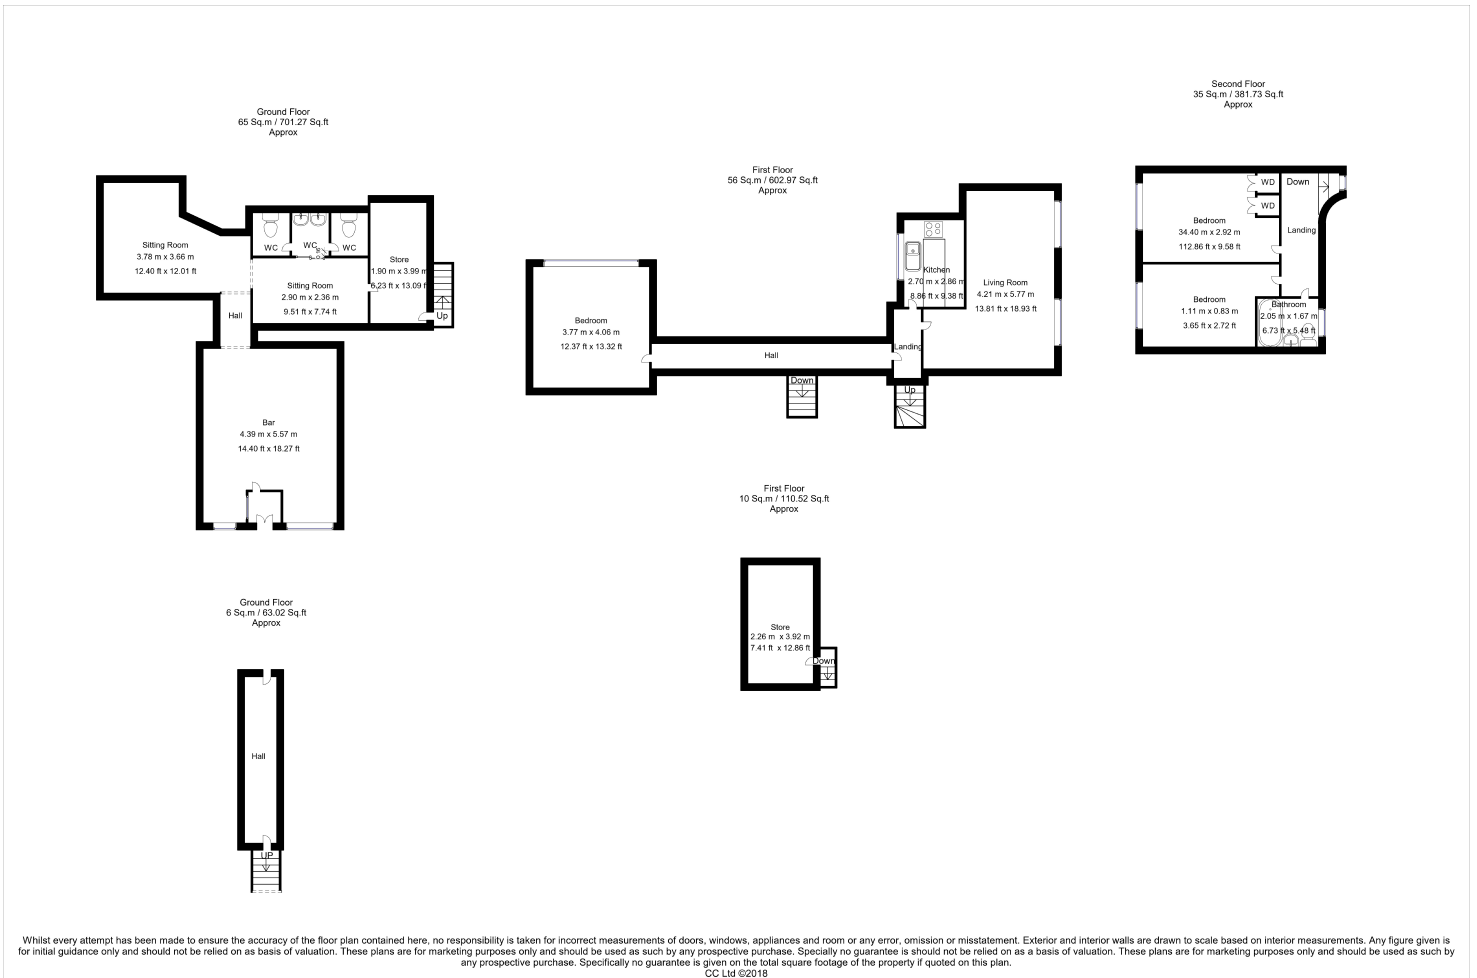 Ground Floor
65 Sq.m / 701.27 Sq.ft
Approx
Sitting Room
3.78 m x 3.66 m
12.40 ft x 12.01 ft
WC
WC
WC
Store
1.90 m x 3.99 m
6.23 ft x 13.09 ft
Sitting Room
2.90 m x 2.36 m
9.51 ft x 7.74 ft
Up
Hall
Bar
4.39 m x 5.57 m
14.40 ft x 18.27 ft
First Floor
56 Sq.m / 602.97 Sq.ft
Approx
Kitchen
2.70 m x 2.86 m
8.86 ft x 9.38 ft
Living Room
4.21 m x 5.77 m
13.81 ft x 18.93 ft
Bedroom
3.77 m x 4.06 m
12.37 ft x 13.32 ft
Hall
Landing
Down
Up
Second Floor
35 Sq.m / 381.73 Sq.ft
Approx
WD
WD
Down
Bedroom
34.40 m x 2.92 m
112.86 ft x 9.58 ft
Landing
Bedroom
1.11 m x 0.83 m
3.65 ft x 2.72 ft
Bathroom
2.05 m x 1.67 m
6.73 ft x 5.48 ft
First Floor
10 Sq.m / 110.52 Sq.ft
Approx
Store
2.26 m x 3.92 m
7.41 ft x 12.86 ft
Down
Ground Floor
6 Sq.m / 63.02 Sq.ft
Approx
Hall
UP
Whilst every attempt has been made to ensure the accuracy of the floor plan contained here, no responsibility is taken for incorrect measurements of doors, windows, appliances and room or any error, omission or misstatement. Exterior and interior walls are drawn to scale based on interior measurements. Any figure given is
for initial guidance only and should not be relied on as basis of valuation. These plans are for marketing purposes only and should be used as such by any prospective purchase. Specially no guarantee is should not be relied on as a basis of valuation. These plans are for marketing purposes only and should be used as such by
any prospective purchase. Specifically no guarantee is given on the total square footage of the property if quoted on this plan.
CC Ltd ©2018